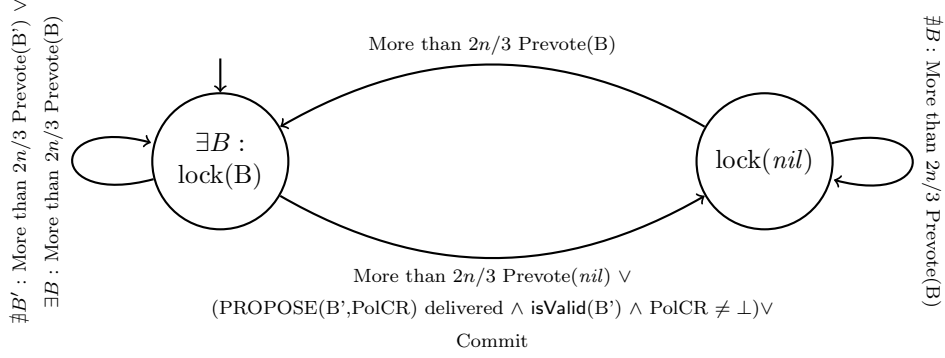 ∄B′ : More than 2n/3 Prevote(B') ∨
∃B : More than 2n/3 Prevote(B)
More than 2n/3 Prevote(B)
∃B :
lock(B)
lock(nil)
∄B : More than 2n/3 Prevote(B)
More than 2n/3 Prevote(nil) ∨
(PROPOSE(B',PolCR) delivered ∧ isValid(B') ∧ PolCR ≠ ⊥)∨
Commit